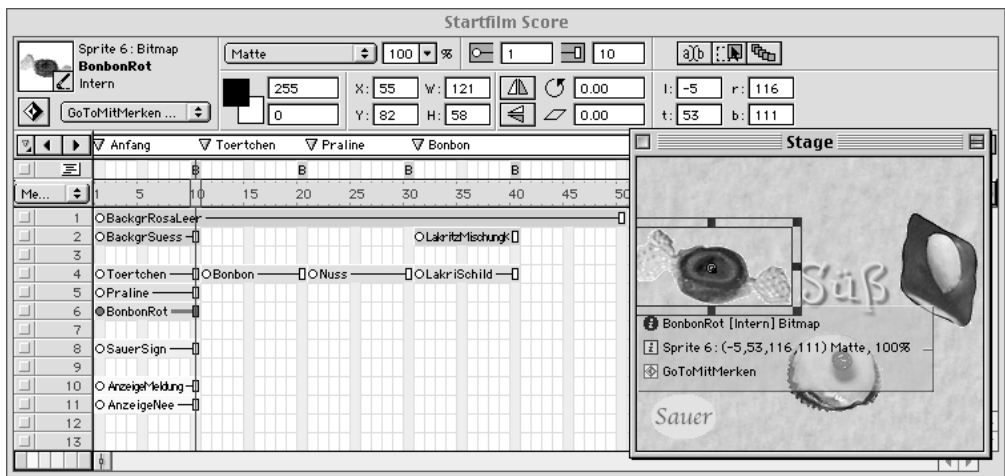 Startfilm Score
Sprite 6: Bitmap
BonbonRot
Intern
GoToMitMerken ...
Matte 100 % 1 10
255 X: 55 W: 121 0.00 l: -5 r: 116
0 Y: 82 H: 58 0.00 t: 53 b: 111
Anfang Toertchen Praline Bonbon
B B B B
Me... 1 5 10 15 20 25 30 35 40 45 50
1 BackgrRosaLeer
2 BackgrSuess LakritzMischungK
3
4 Toertchen Bonbon Nuss LakriSchild
5 Praline
6 BonbonRot
7
8 SauerSign
9
10 AnzeigeMeldung
11 AnzeigeNee
12
13
Stage
Süß
BonbonRot [Intern] Bitmap
Sprite 6: (-5,53,116,111) Matte, 100%
GoToMitMerken
Sauer